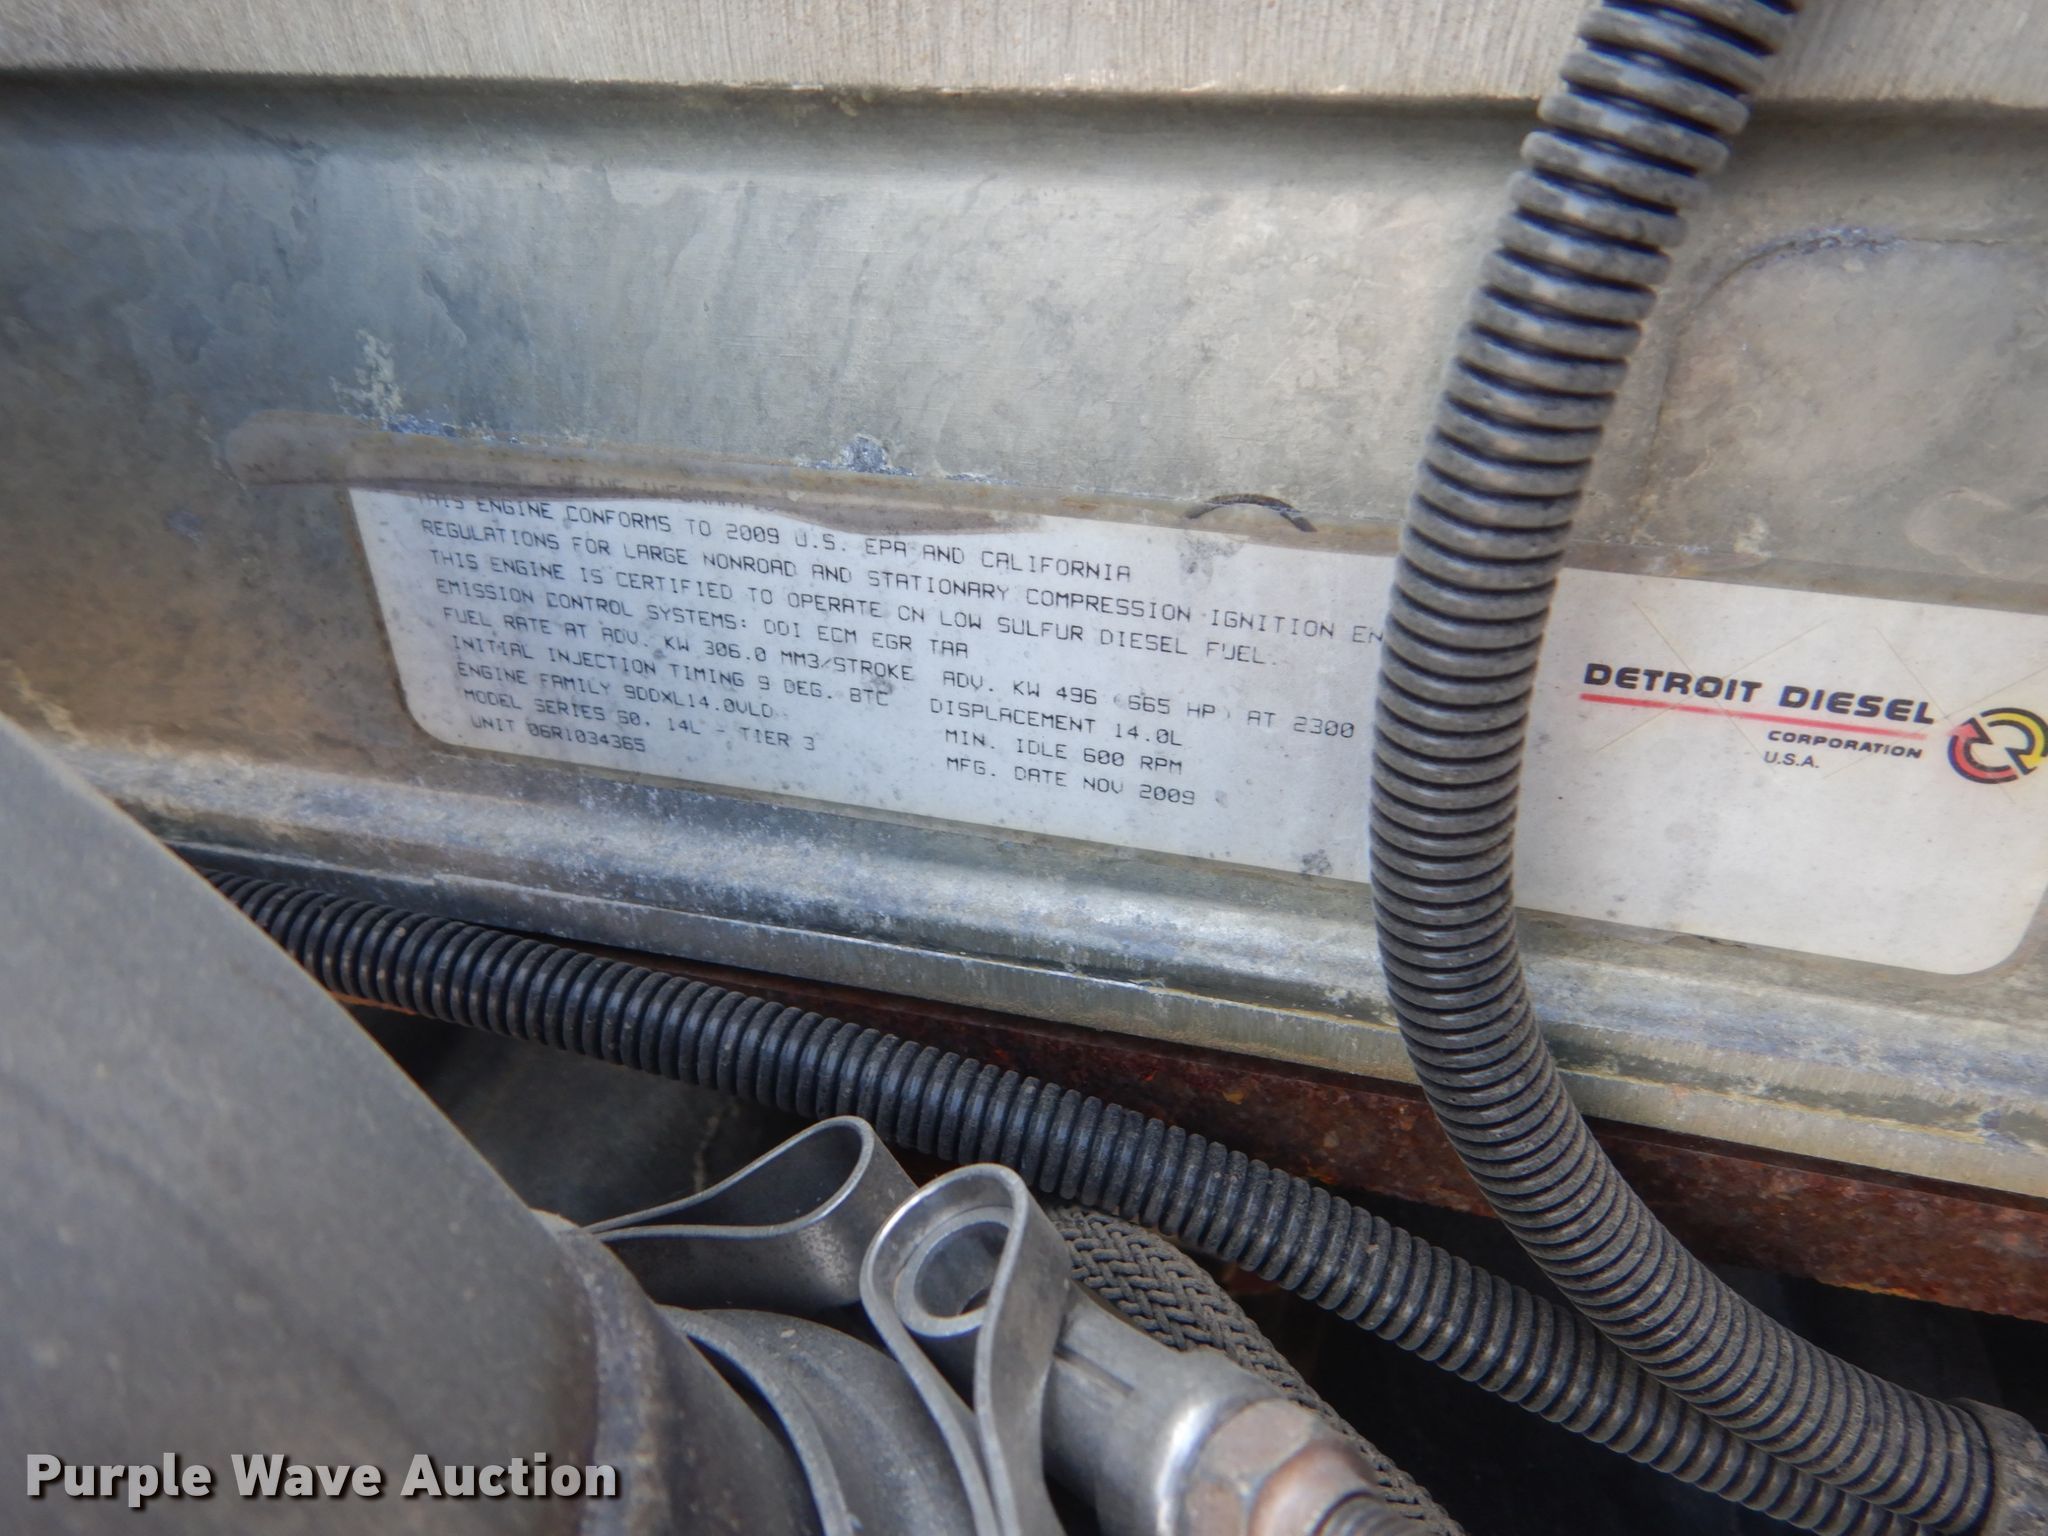 THIS ENGINE CONFORMS TO 2009 U.S. EPA AND CALIFORNIA
REGULATIONS FOR LARGE NONROAD AND STATIONARY COMPRESSION IGNITION EN
THIS ENGINE IS CERTIFIED TO OPERATE ON LOW SULFUR DIESEL FUEL.
EMISSION CONTROL SYSTEMS: DDI ECM EGR TAA
FUEL RATE AT ADV. KW 306.0 MM3/STROKE ADV. KW 496 (665 HP) AT 2300
INITIAL INJECTION TIMING 9 DEG. BTC DISPLACEMENT 14.0L
ENGINE FAMILY 9DDXL14.0VLD MIN. IDLE 600 RPM
MODEL SERIES 60, 14L - TIER 3 MFG. DATE NOV 2009
UNIT 06R1034365
DETROIT DIESEL
CORPORATION
U.S.A.
Purple Wave Auction